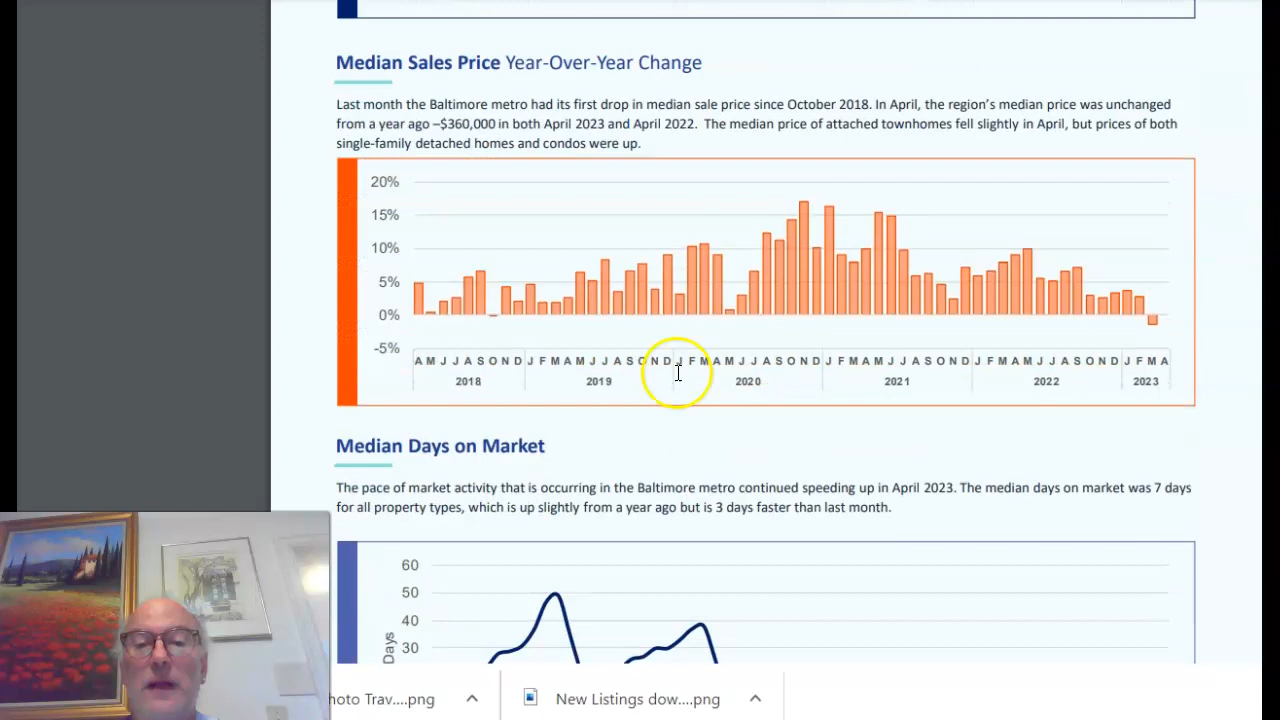 Median Sales Price Year-Over-Year Change
Last month the Baltimore metro had its first drop in median sale price since October 2018. In April, the region's median price was unchanged
from a year ago –$360,000 in both April 2023 and April 2022.  The median price of attached townhomes fell slightly in April, but prices of both
single-family detached homes and condos were up.
20%
15%
10%
5%
0%
-5%
A M J J A S O N D J F M A M J J A S O N D J F M A M J J A S O N D J F M A M J J A S O N D J F M A M J J A S O N D J F M A
2018 2019 2020 2021 2022 2023
Median Days on Market
The pace of market activity that is occurring in the Baltimore metro continued speeding up in April 2023. The median days on market was 7 days
for all property types, which is up slightly from a year ago but is 3 days faster than last month.
60
50
40
30
Days
hoto Trav....png
New Listings dow....png